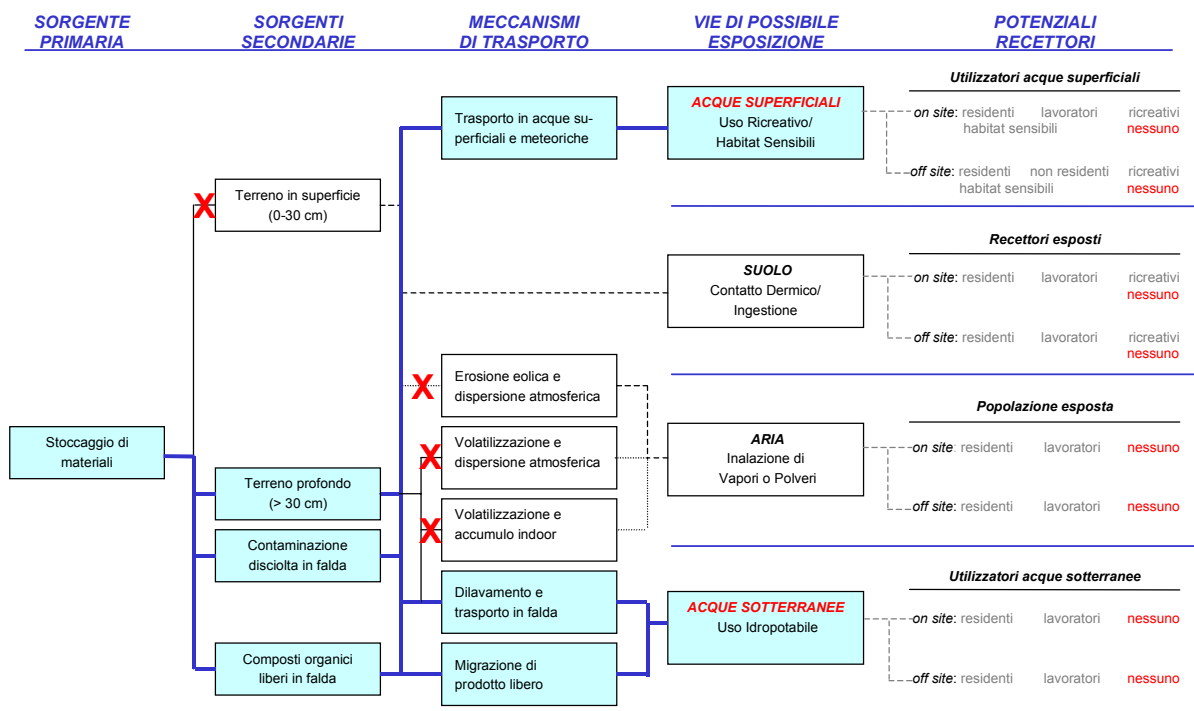 SORGENTE
PRIMARIA
SORGENTI
SECONDARIE
MECCANISMI
DI TRASPORTO
VIE DI POSSIBILE
ESPOSIZIONE
POTENZIALI
RECETTORI
Stoccaggio di
materiali
X
Terreno in superficie
(0-30 cm)
Terreno profondo
(> 30 cm)
Contaminazione
disciolta in falda
Composti organici
liberi in falda
Trasporto in acque su-
perficiali e meteoriche
X
Erosione eolica e
dispersione atmosferica
X
Volatilizzazione e
dispersione atmosferica
X
Volatilizzazione e
accumulo indoor
Dilavamento e
trasporto in falda
Migrazione di
prodotto libero
ACQUE SUPERFICIALI
Uso Ricreativo/
Habitat Sensibili
SUOLO
Contatto Dermico/
Ingestione
ARIA
Inalazione di
Vapori o Polveri
ACQUE SOTTERRANEE
Uso Idropotabile
Utilizzatori acque superficiali
on site: residenti lavoratori ricreativi
habitat sensibili nessuno
off site: residenti non residenti ricreativi
habitat sensibili nessuno
Recettori esposti
on site: residenti lavoratori ricreativi
nessuno
off site: residenti lavoratori ricreativi
nessuno
Popolazione esposta
on site: residenti lavoratori nessuno
off site: residenti lavoratori nessuno
Utilizzatori acque sotterranee
on site: residenti lavoratori nessuno
off site: residenti lavoratori nessuno